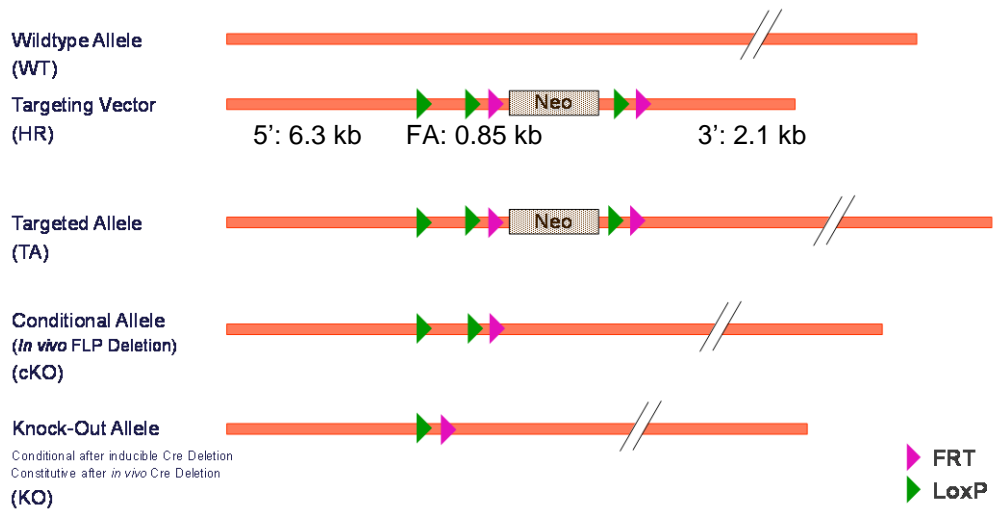 Wildtype Allele
(WT)
Targeting Vector
(HR)
Neo
5’: 6.3 kb
FA: 0.85 kb
3’: 2.1 kb
Targeted Allele
(TA)
Neo
Conditional Allele
(In vivo FLP Deletion)
(cKO)
Knock-Out Allele
Conditional after inducible Cre Deletion
Constitutive after in vivo Cre Deletion
(KO)
FRT
LoxP